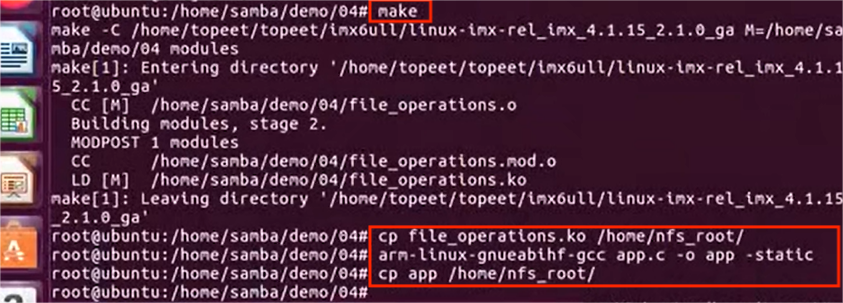 root@ubuntu:/home/samba/demo/04# make
make -C /home/topeet/topeet/imx6ull/linux-imx-rel_imx_4.1.15_2.1.0_ga M=/home/sa
mba/demo/04 modules
make[1]: Entering directory '/home/topeet/topeet/imx6ull/linux-imx-rel_imx_4.1.1
5_2.1.0_ga'
CC [M]  /home/samba/demo/04/file_operations.o
Building modules, stage 2.
MODPOST 1 modules
CC      /home/samba/demo/04/file_operations.mod.o
LD [M]  /home/samba/demo/04/file_operations.ko
make[1]: Leaving directory '/home/topeet/topeet/imx6ull/linux-imx-rel_imx_4.1.15
_2.1.0_ga'
root@ubuntu:/home/samba/demo/04# cp file_operations.ko /home/nfs_root/
root@ubuntu:/home/samba/demo/04# arm-linux-gnueabihf-gcc app.c -o app -static
root@ubuntu:/home/samba/demo/04# cp app /home/nfs_root/
root@ubuntu:/home/samba/demo/04#